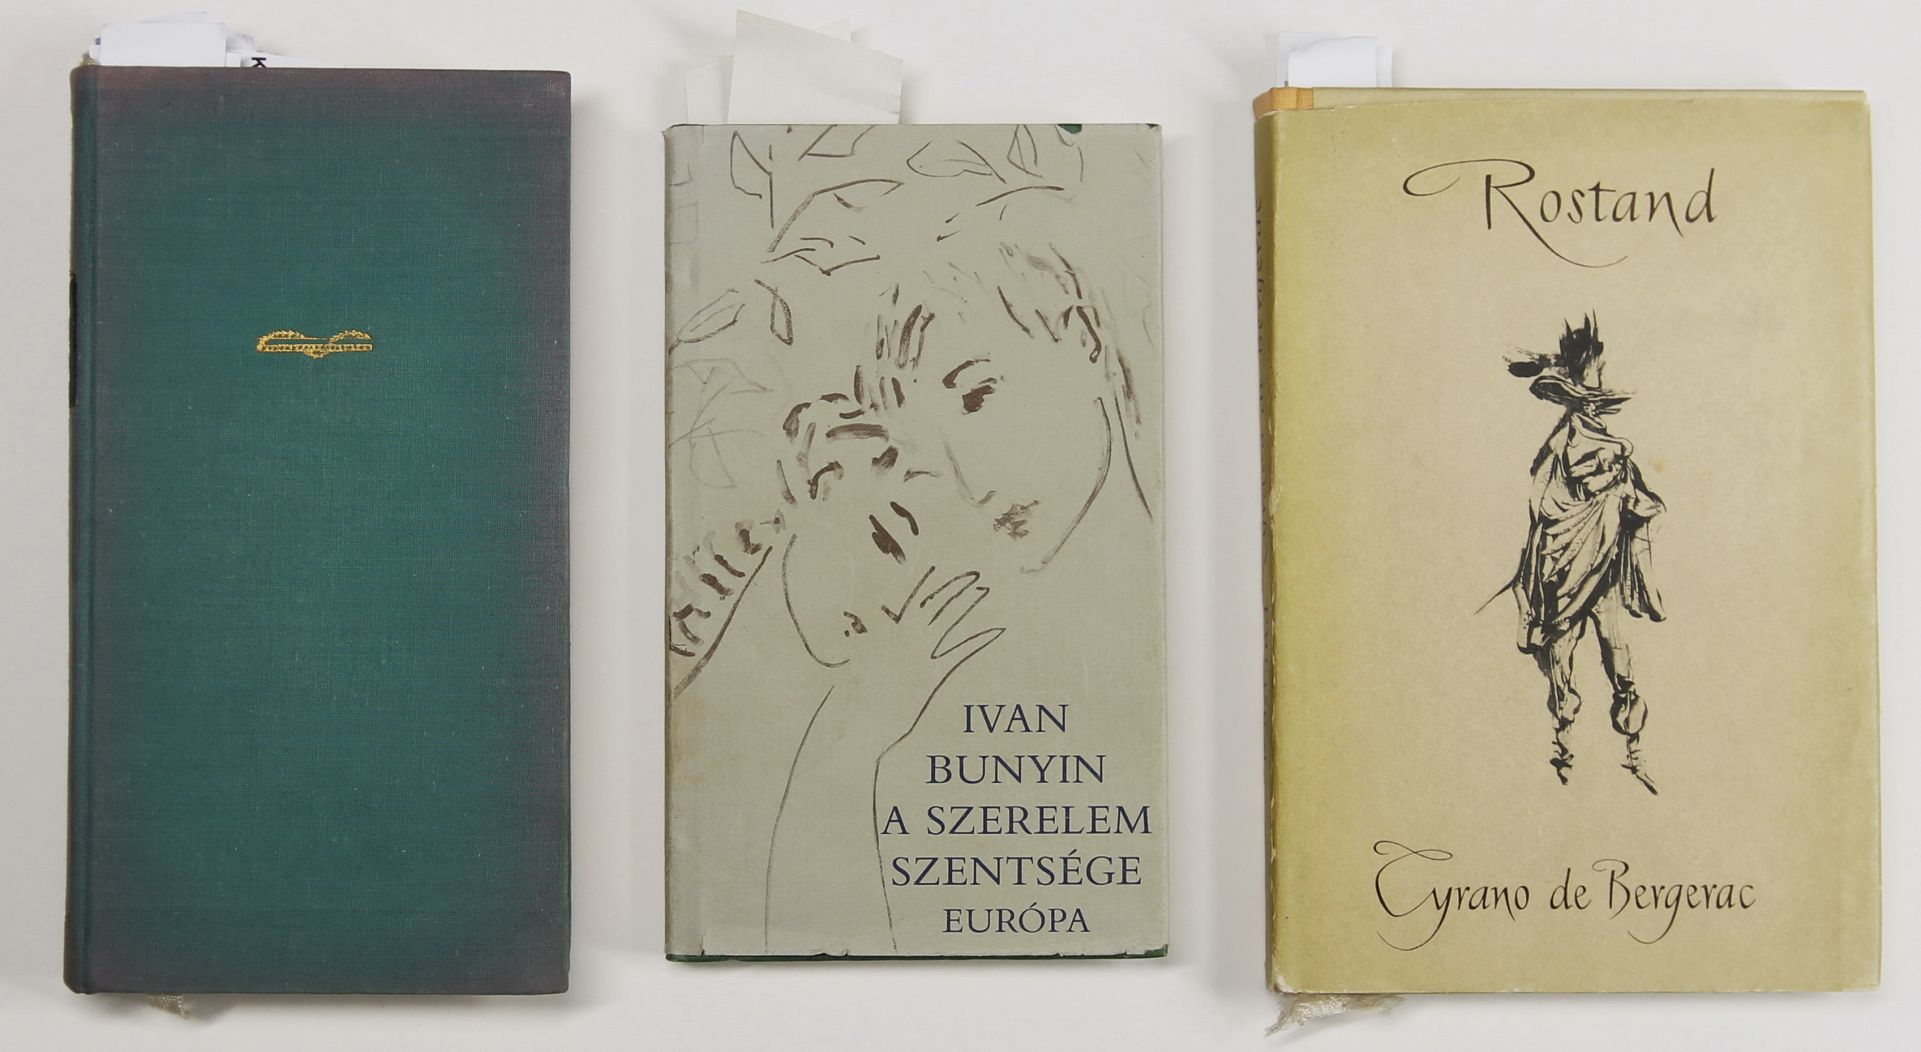 K
IVAN
BUNYIN
A SZERELEM
SZENTSÉGE
EURÓPA
Rostand
Cyrano de Bergerac